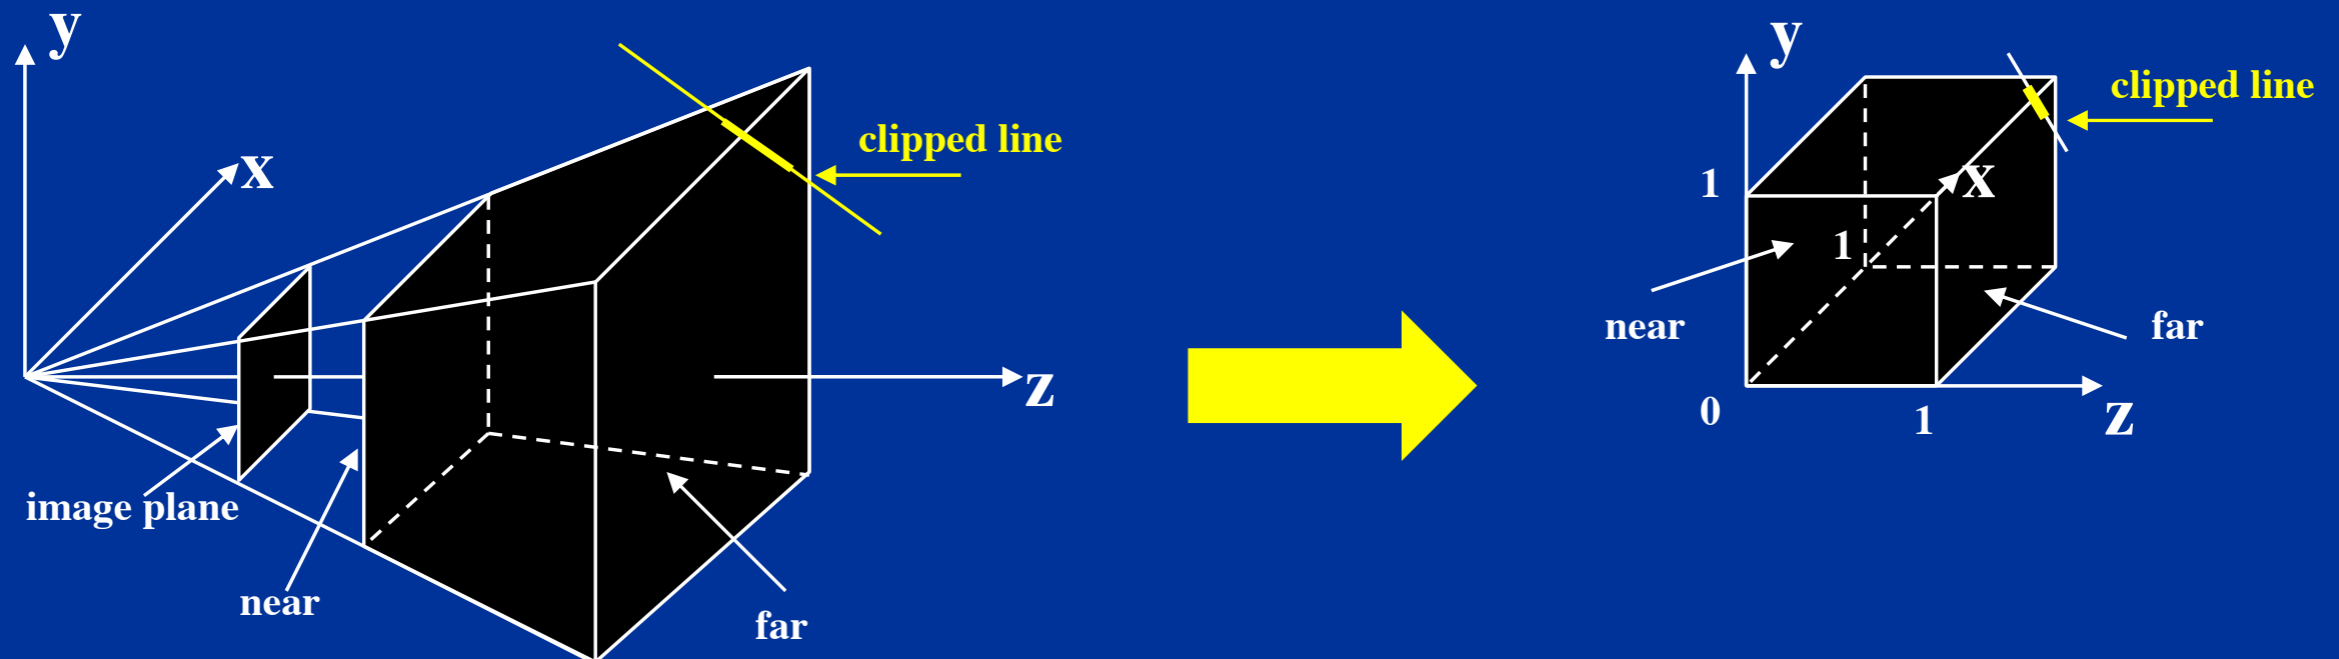 y
x
clipped line
z
image plane
near
far
y
clipped line
1
x
1
near
far
0
1
z